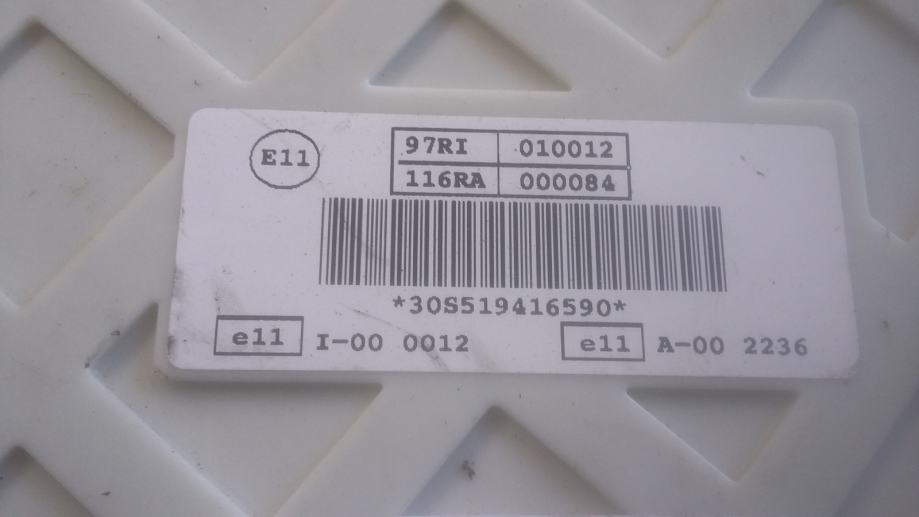 E11
97RI 010012
116RA 000084
*30S519416590*
e11 I-00 0012 e11 A-00 2236